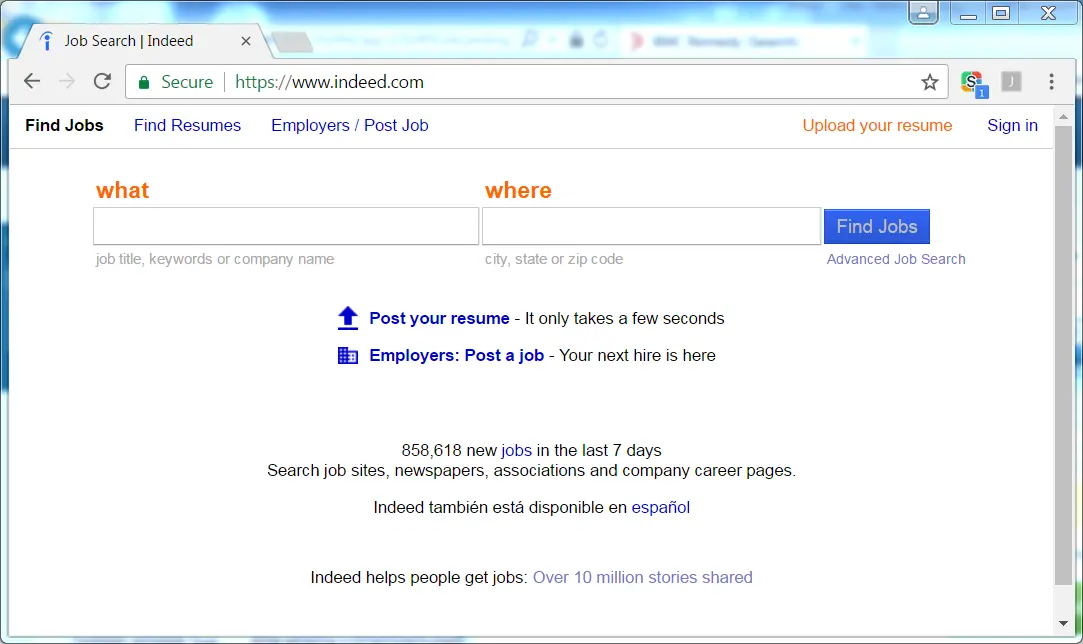 Job Search | Indeed
Secure https://www.indeed.com
S
1
J
Find Jobs Find Resumes Employers / Post Job Upload your resume Sign in
what where
Find Jobs
job title, keywords or company name city, state or zip code Advanced Job Search
Post your resume - It only takes a few seconds
Employers: Post a job - Your next hire is here
858,618 new jobs in the last 7 days
Search job sites, newspapers, associations and company career pages.
Indeed también está disponible en español
Indeed helps people get jobs: Over 10 million stories shared